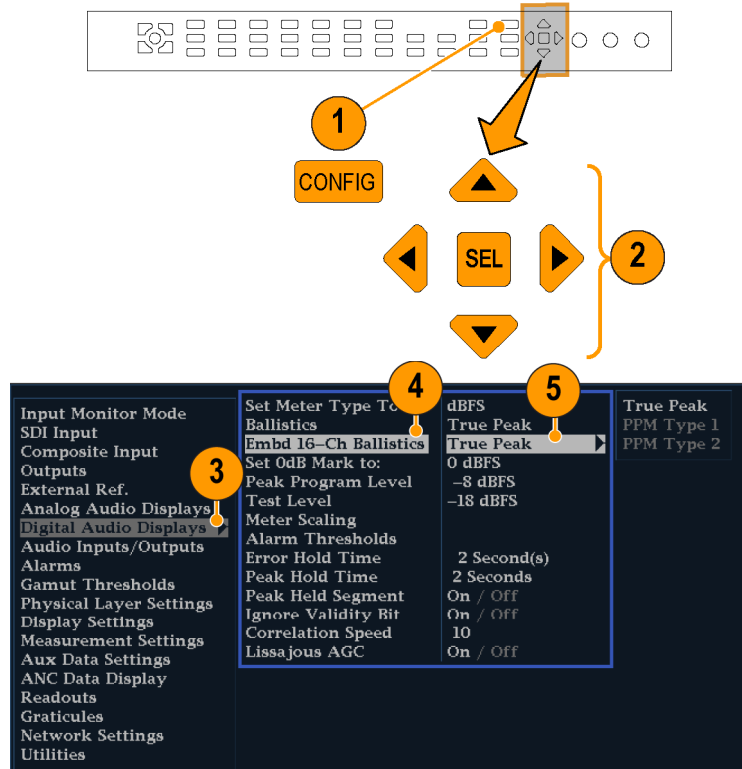 1
CONFIG
SEL
2
4
5
3
Input Monitor Mode
SDI Input
Composite Input
Outputs
External Ref.
Analog Audio Displays
Digital Audio Displays
Audio Inputs/Outputs
Alarms
Gamut Thresholds
Physical Layer Settings
Display Settings
Measurement Settings
Aux Data Settings
ANC Data Display
Readouts
Graticules
Network Settings
Utilities
Set Meter Type To dBFS
Ballistics True Peak
Embd 16-Ch Ballistics True Peak
Set 0dB Mark to: 0 dBFS
Peak Program Level -8 dBFS
Test Level -18 dBFS
Meter Scaling
Alarm Thresholds
Error Hold Time 2 Second(s)
Peak Hold Time 2 Seconds
Peak Held Segment On / Off
Ignore Validity Bit On / Off
Correlation Speed 10
Lissajous AGC On / Off
True Peak
PPM Type 1
PPM Type 2